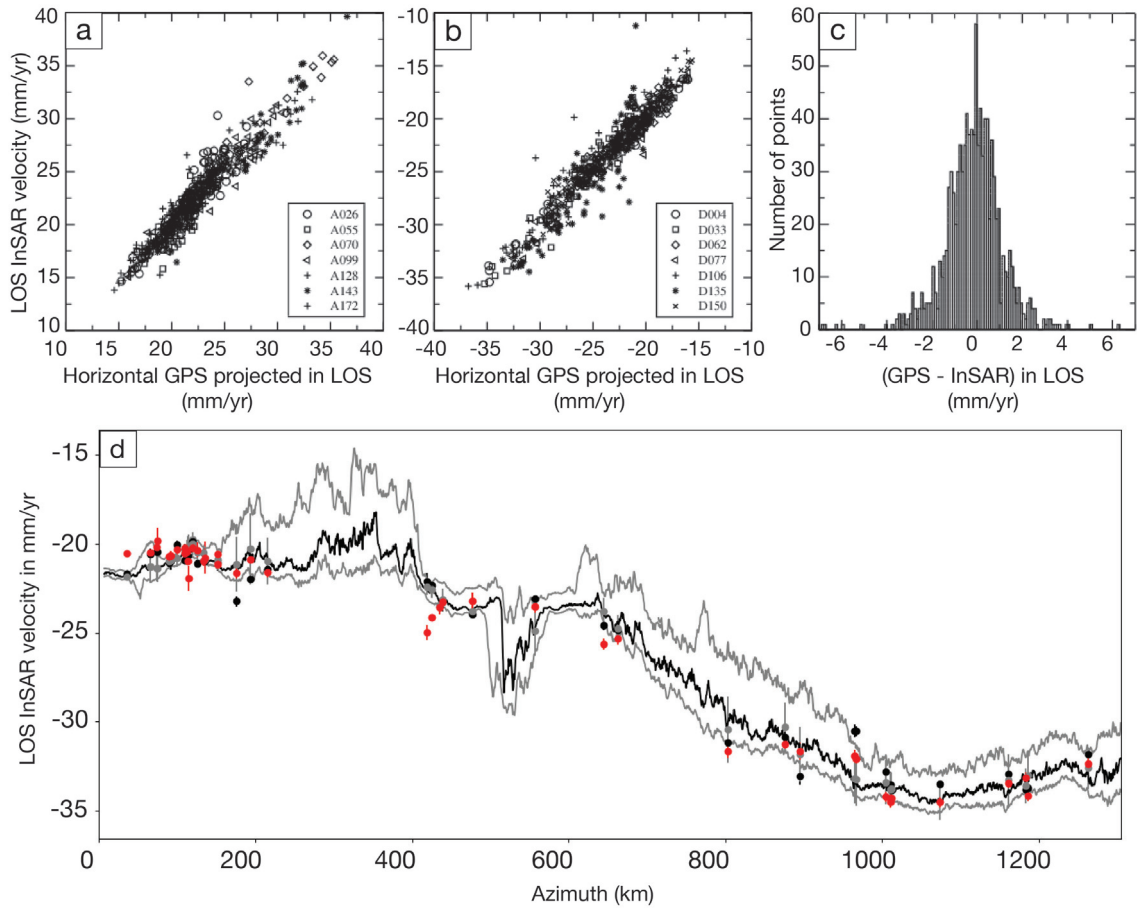 a
LOS InSAR velocity (mm/yr)
40
35
30
25
20
15
10
10 15 20 25 30 35 40
A026
A055
A070
A099
A128
A143
A172
Horizontal GPS projected in LOS
(mm/yr)
b
-10
-15
-20
-25
-30
-35
-40
-40 -35 -30 -25 -20 -15 -10
D004
D033
D062
D077
D106
D135
D150
Horizontal GPS projected in LOS
(mm/yr)
c
Number of points
60
50
40
30
20
10
0
-6 -4 -2 0 2 4 6
(GPS - InSAR) in LOS
(mm/yr)
d
LOS InSAR velocity in mm/yr
-15
-20
-25
-30
-35
0 200 400 600 800 1000 1200
Azimuth (km)